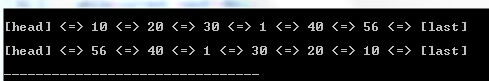 [head] <=> 10 <=> 20 <=> 30 <=> 1 <=> 40 <=> 56 <=> [last]
[head] <=> 56 <=> 40 <=> 1 <=> 30 <=> 20 <=> 10 <=> [last]
--------------------------------